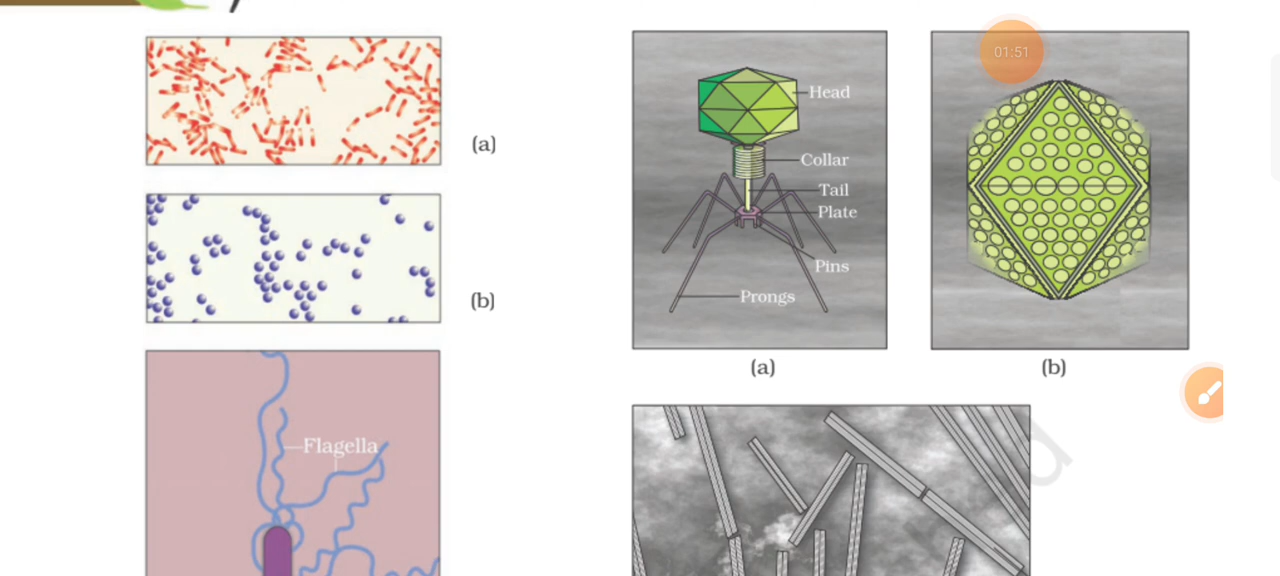 (a)
(b)
Flagella
Head
Collar
Tail
Plate
Pins
Prongs
(a)
(b)
01:51